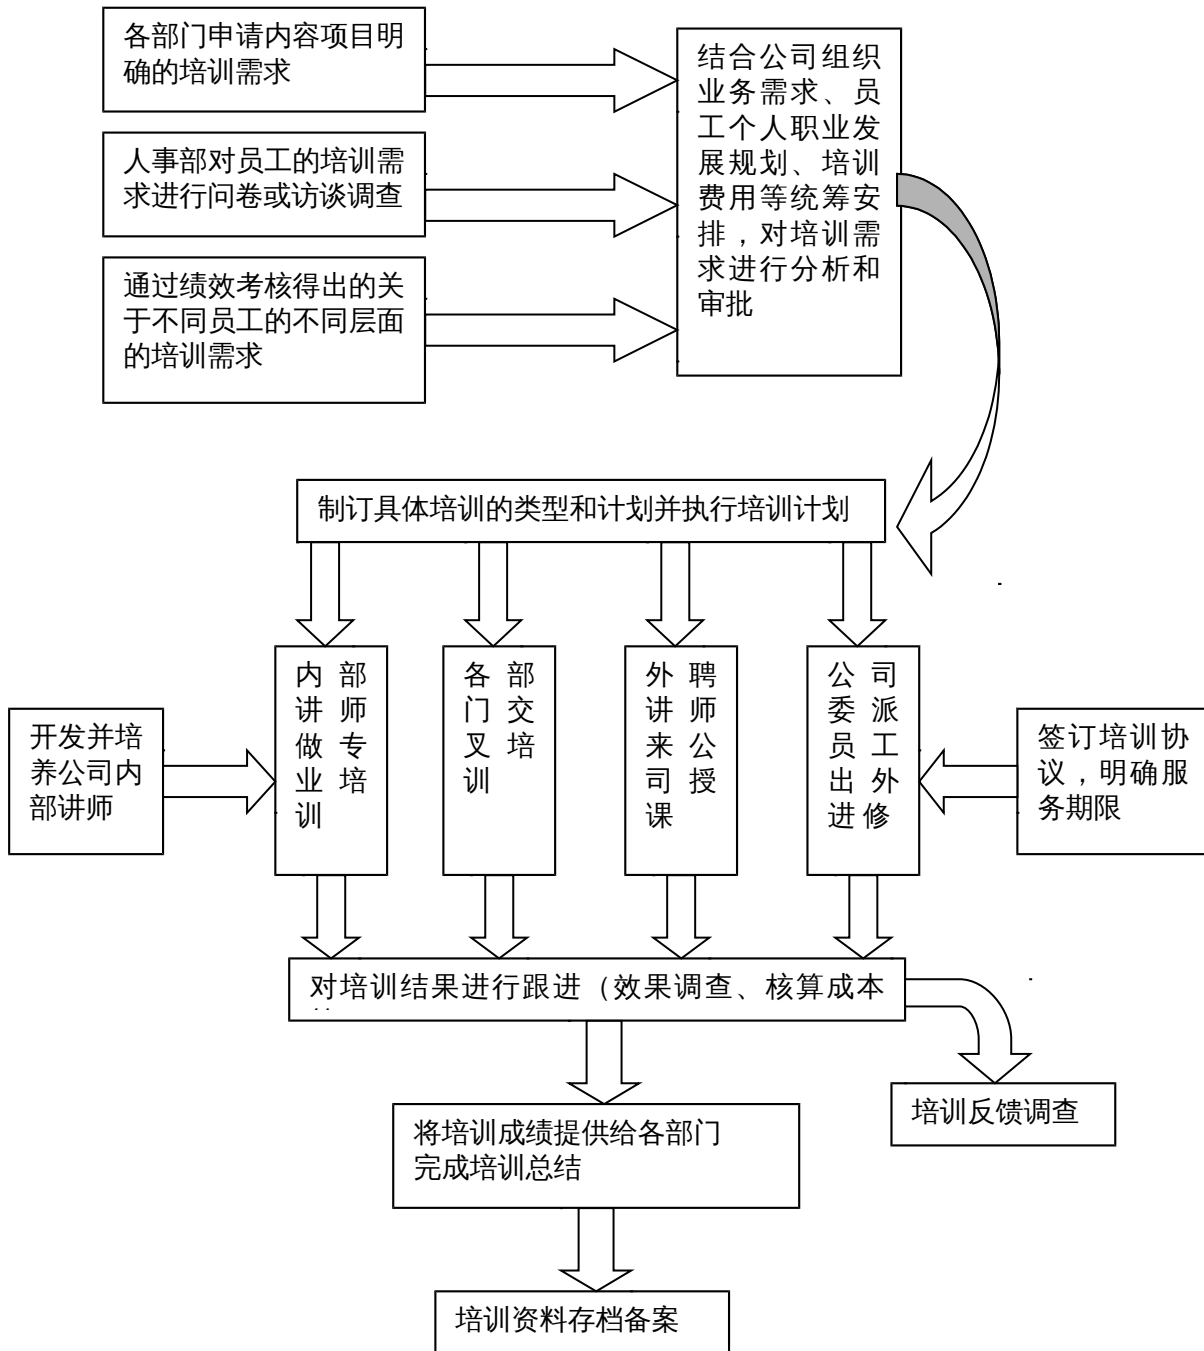 各部门申请内容项目明
确的培训需求
人事部对员工的培训需
求进行问卷或访谈调查
通过绩效考核得出的关
于不同员工的不同层面
的培训需求
结合公司组织
业务需求、员
工个人职业发
展规划、培训
费用等统筹安
排，对培训需
求进行分析和
审批
制订具体培训的类型和计划并执行培训计划
开发并培
养公司内
部讲师
内部
讲师
做专
业培
训
各部
门交
叉培
训
外聘
讲师
来公
司授
课
公司
委派
员工
出外
进修
签订培训协
议，明确服
务期限
对培训结果进行跟进（效果调查、核算成本
培训反馈调查
将培训成绩提供给各部门
完成培训总结
培训资料存档备案